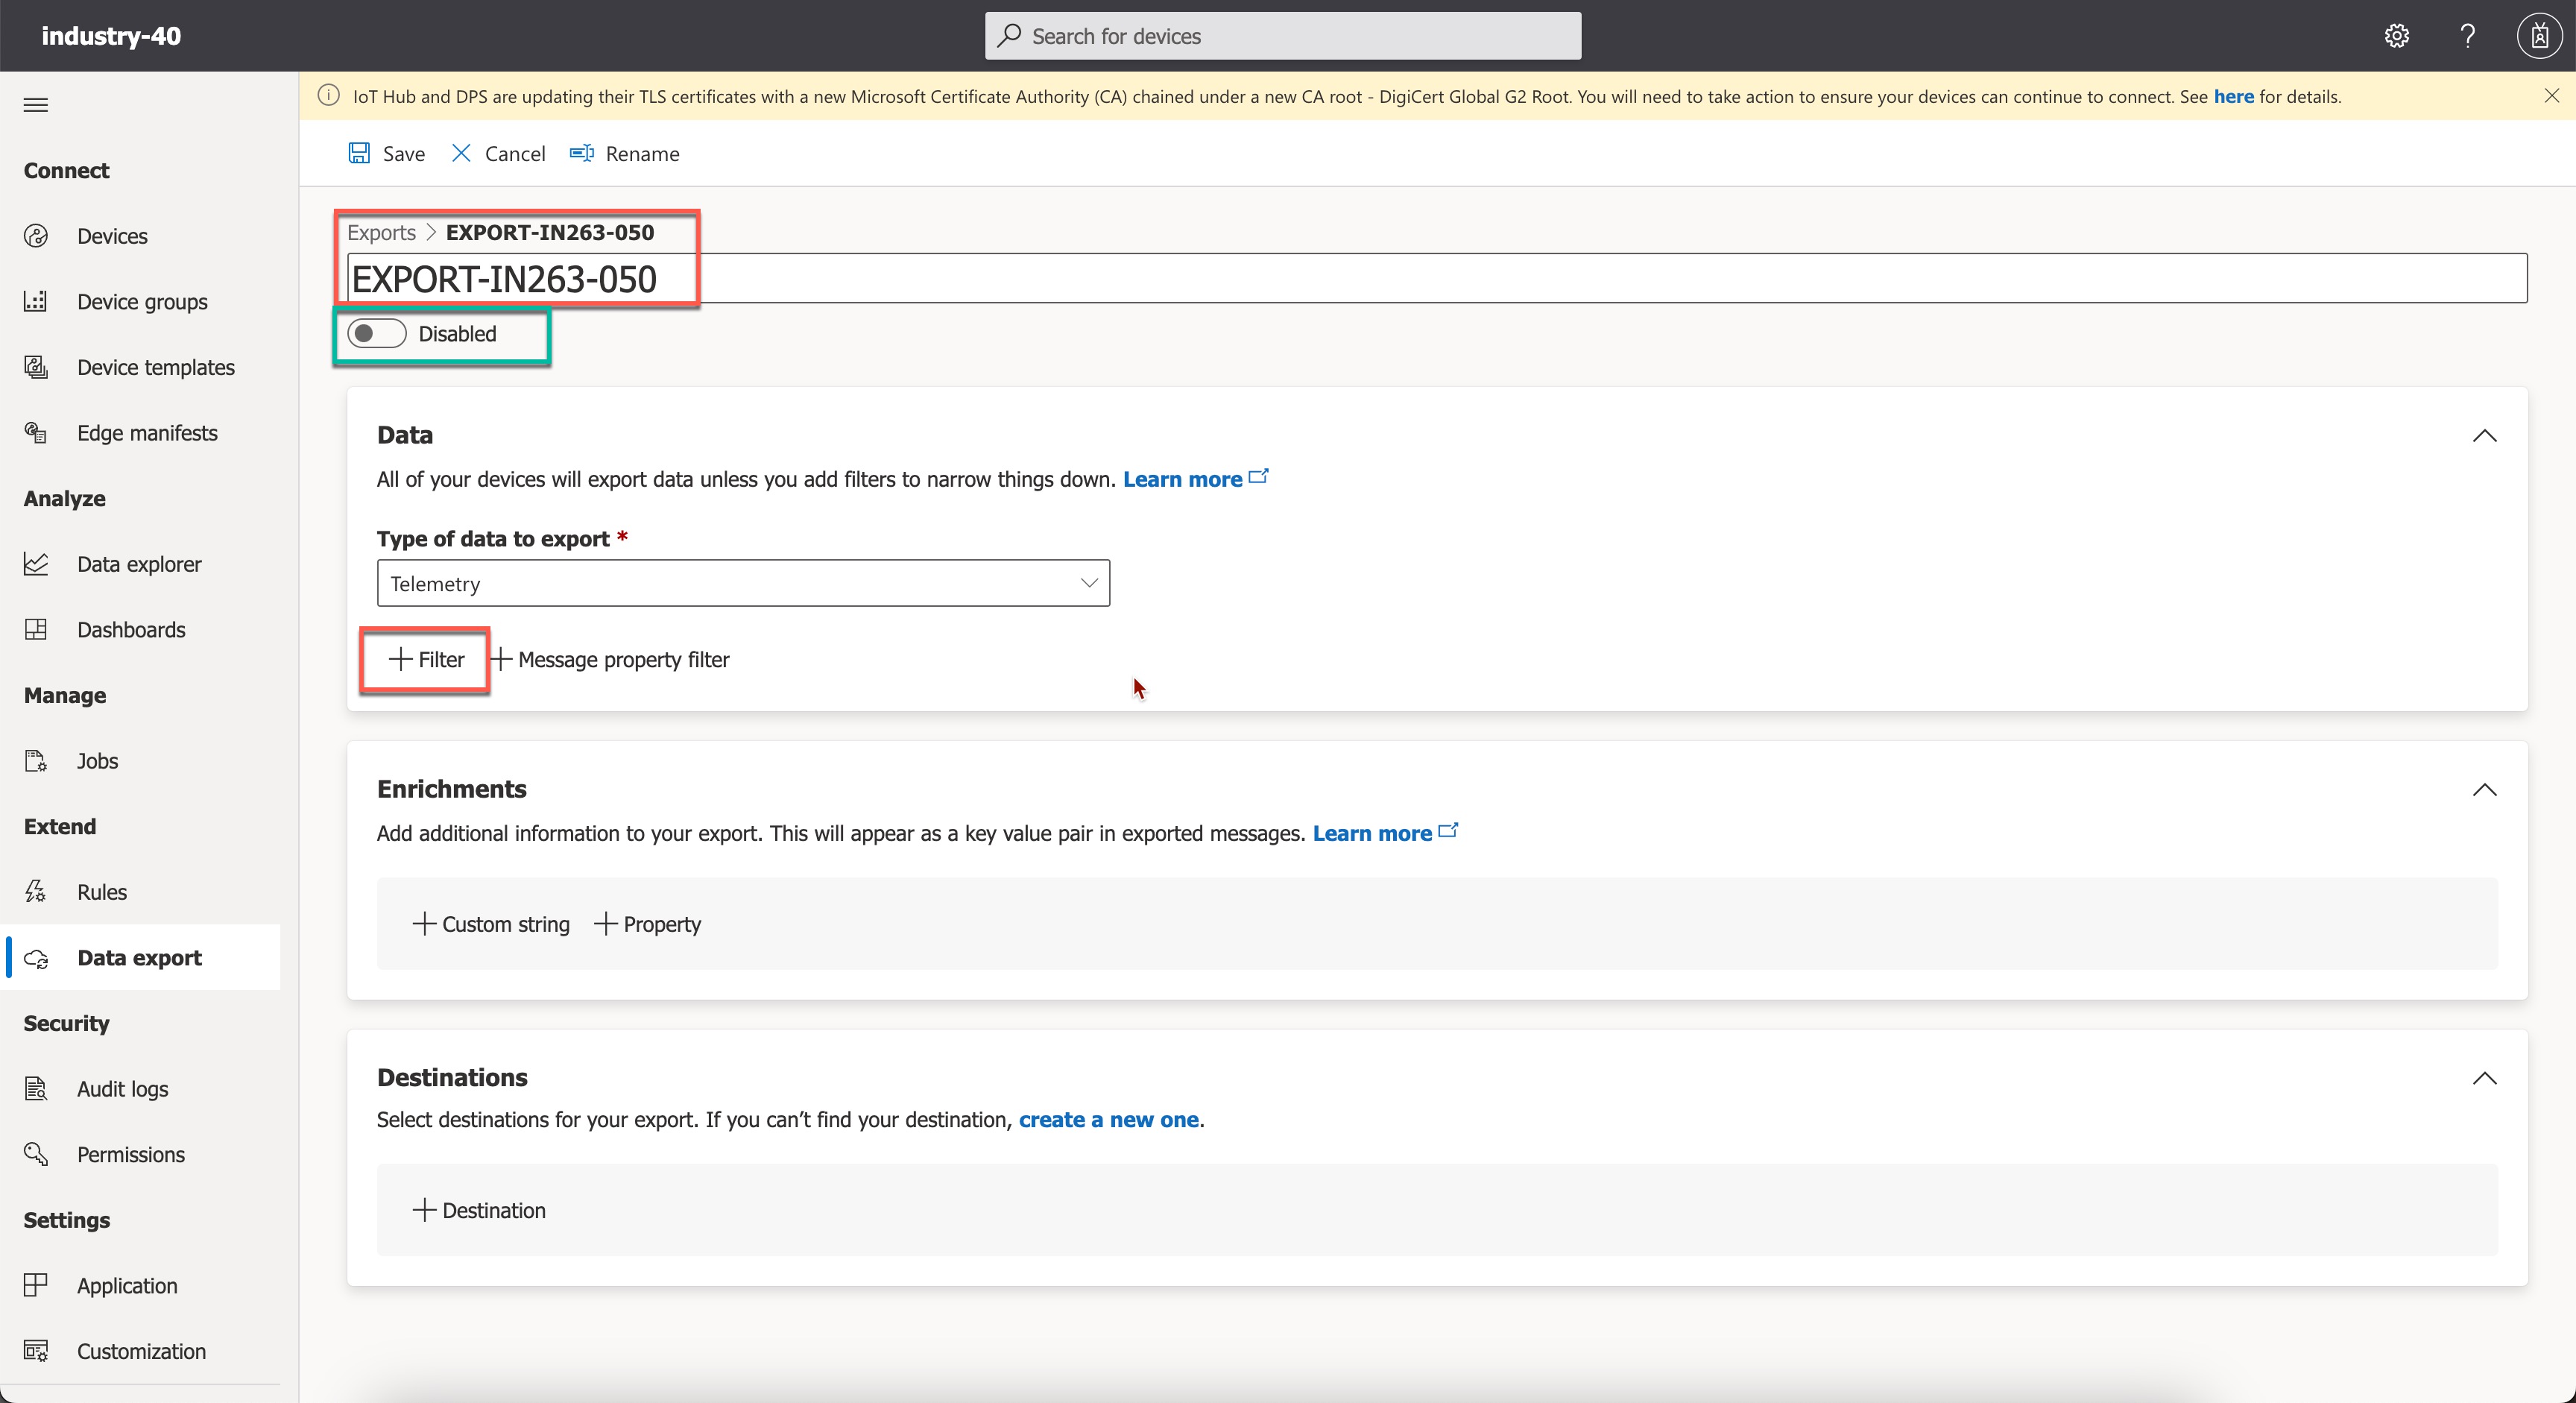 industry-40
Search for devices
IoT Hub and DPS are updating their TLS certificates with a new Microsoft Certificate Authority (CA) chained under a new CA root - DigiCert Global G2 Root. You will need to take action to ensure your devices can continue to connect. See here for details.
Save Cancel Rename
Connect
Devices
Device groups
Device templates
Edge manifests
Analyze
Data explorer
Dashboards
Manage
Jobs
Extend
Rules
Data export
Security
Audit logs
Permissions
Settings
Application
Customization
Exports > EXPORT-IN263-050
EXPORT-IN263-050
Disabled
Data
All of your devices will export data unless you add filters to narrow things down. Learn more
Type of data to export *
Telemetry
+ Filter + Message property filter
Enrichments
Add additional information to your export. This will appear as a key value pair in exported messages. Learn more
+ Custom string + Property
Destinations
Select destinations for your export. If you can’t find your destination, create a new one.
+ Destination